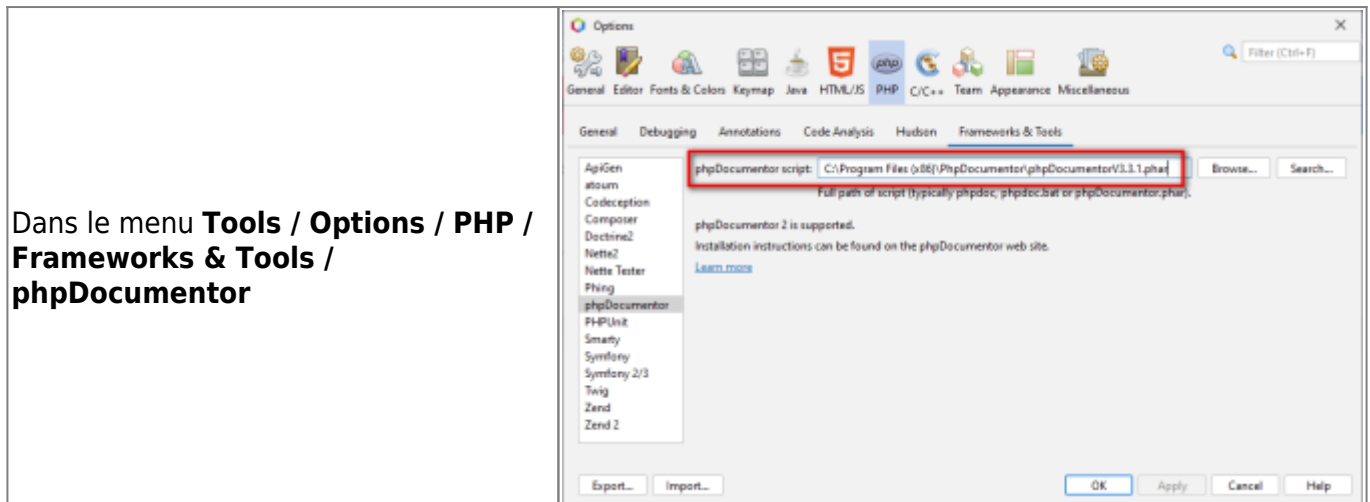 Dans le menu Tools / Options / PHP /
Frameworks & Tools /
phpDocumentor
Options
Filter (Ctrl+F)
General Editor Fonts & Colors Keymap Java HTML/JS PHP C/C++ Team Appearance Miscellaneous
General Debugging Annotations Code Analysis Hudson Frameworks & Tools
ApiGen
atoum
Codeception
Composer
Doctrine2
Nette2
Nette Tester
Phing
phpDocumentor
PHPUnit
Smarty
Symfony
Symfony 2/3
Twig
Zend
Zend 2
phpDocumentor script: C:\Program Files (x86)\PhpDocumentor\phpDocumentorV3.3.1.phar Browse... Search...
Full path of script (typically phpdoc, phpdoc.bat or phpDocumentor.phar).
phpDocumentor 2 is supported.
Installation instructions can be found on the phpDocumentor web site.
Learn more
Export... Import... OK Apply Cancel Help